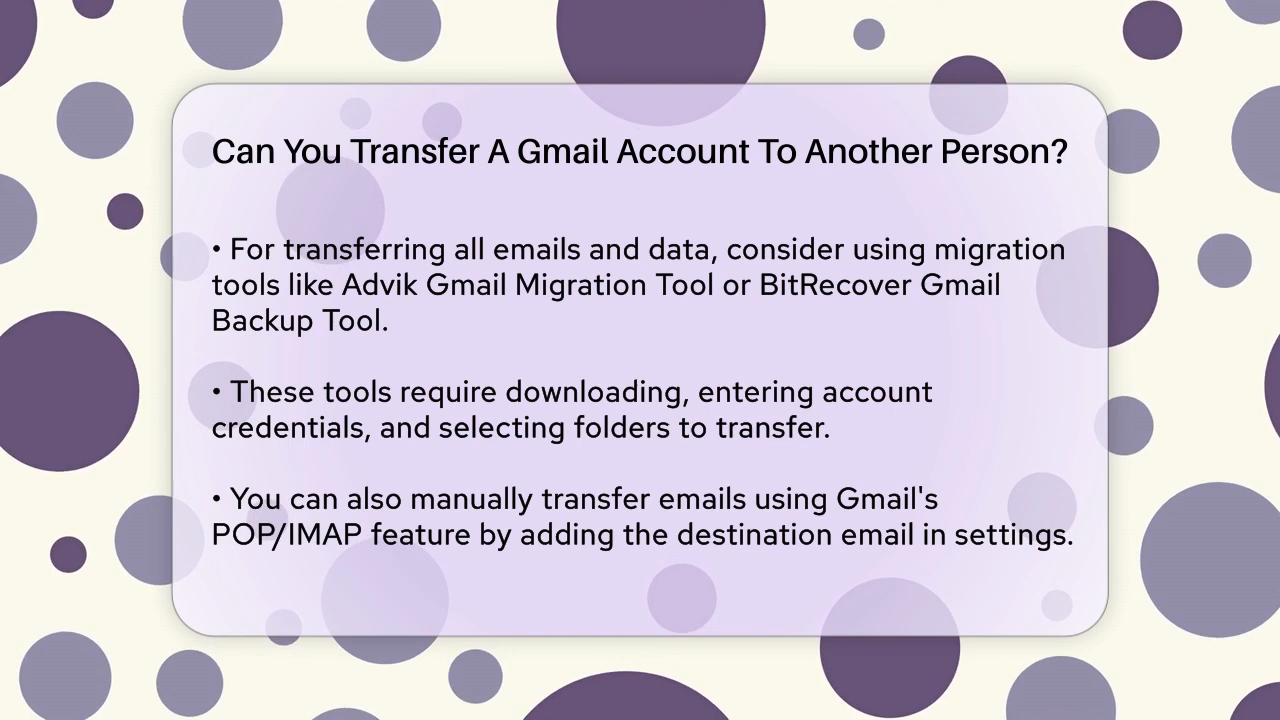 Can You Transfer A Gmail Account To Another Person?
• For transferring all emails and data, consider using migration
tools like Advik Gmail Migration Tool or BitRecover Gmail
Backup Tool.
• These tools require downloading, entering account
credentials, and selecting folders to transfer.
• You can also manually transfer emails using Gmail's
POP/IMAP feature by adding the destination email in settings.